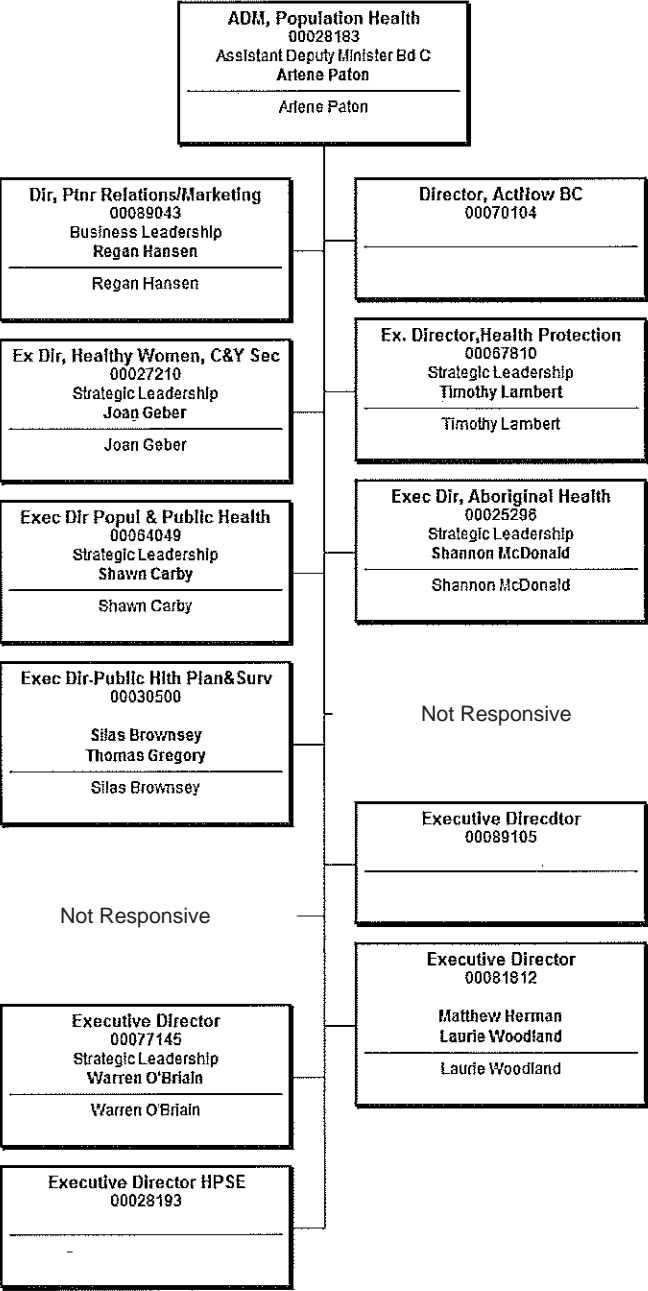 ADM, Population Health
00028183
Assistant Deputy Minister Bd C
Arlene Paton
Arlene Paton
Dir, Ptnr Relations/Marketing
00089043
Business Leadership
Regan Hansen
Regan Hansen
Director, ActNow BC
00070104
Ex Dir, Healthy Women, C&Y Sec
00027210
Strategic Leadership
Joan Geber
Joan Geber
Ex. Director,Health Protection
00067810
Strategic Leadership
Timothy Lambert
Timothy Lambert
Exec Dir Popul & Public Health
00064049
Strategic Leadership
Shawn Carby
Shawn Carby
Exec Dir, Aboriginal Health
00025296
Strategic Leadership
Shannon McDonald
Shannon McDonald
Exec Dir-Public Hlth Plan&Surv
00030500
Silas Brownsey
Thomas Gregory
Silas Brownsey
Not Responsive
Executive Direcdtor
00089105
Not Responsive
Executive Director
00081812
Matthew Herman
Laurie Woodland
Laurie Woodland
Executive Director
00077145
Strategic Leadership
Warren O'Briain
Warren O'Briain
Executive Director HPSE
00028193